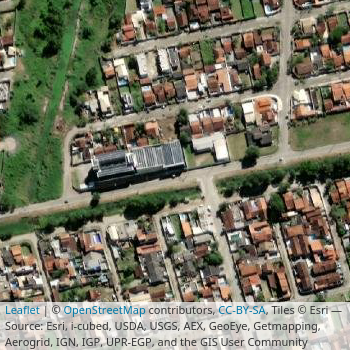 Leaflet | © OpenStreetMap contributors, CC-BY-SA, Tiles © Esri —
Source: Esri, i-cubed, USDA, USGS, AEX, GeoEye, Getmapping,
Aerogrid, IGN, IGP, UPR-EGP, and the GIS User Community